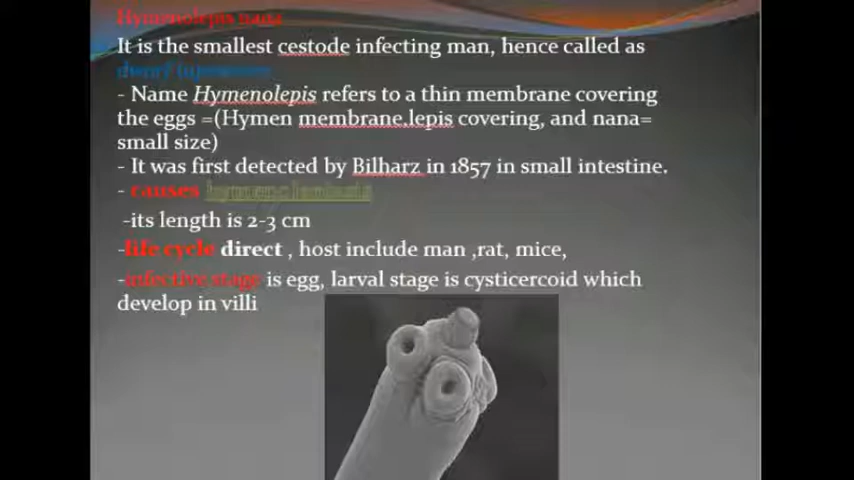 Hymenolepis nana
It is the smallest cestode infecting man, hence called as
dwarf tapeworm
- Name Hymenolepis refers to a thin membrane covering
the eggs =(Hymen membrane,lepis covering, and nana=
small size)
- It was first detected by Bilharz in 1857 in small intestine.
- causes
-its length is 2-3 cm
-life cycle direct , host include man ,rat, mice,
-infective stage is egg, larval stage is cysticercoid which
develop in villi